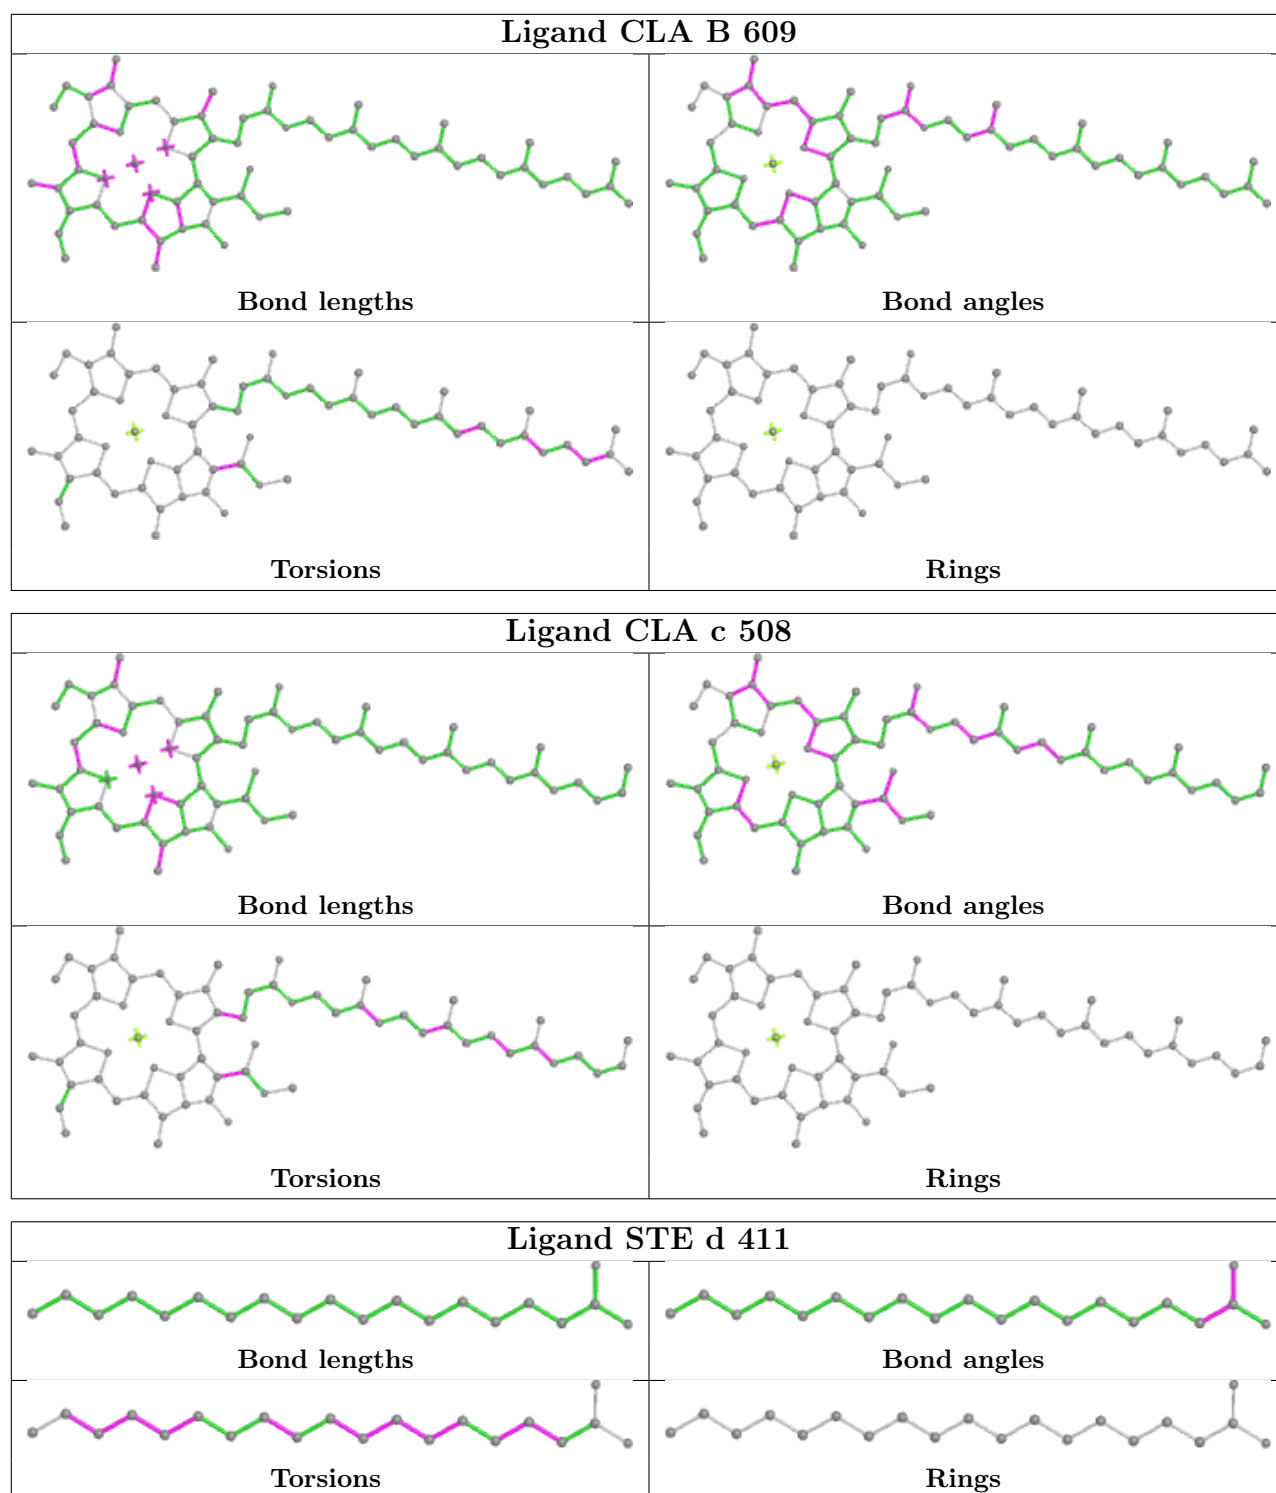 Ligand CLA B 609
Bond lengths
Bond angles
Torsions
Rings
Ligand CLA c 508
Bond lengths
Bond angles
Torsions
Rings
Ligand STE d 411
Bond lengths
Bond angles
Torsions
Rings